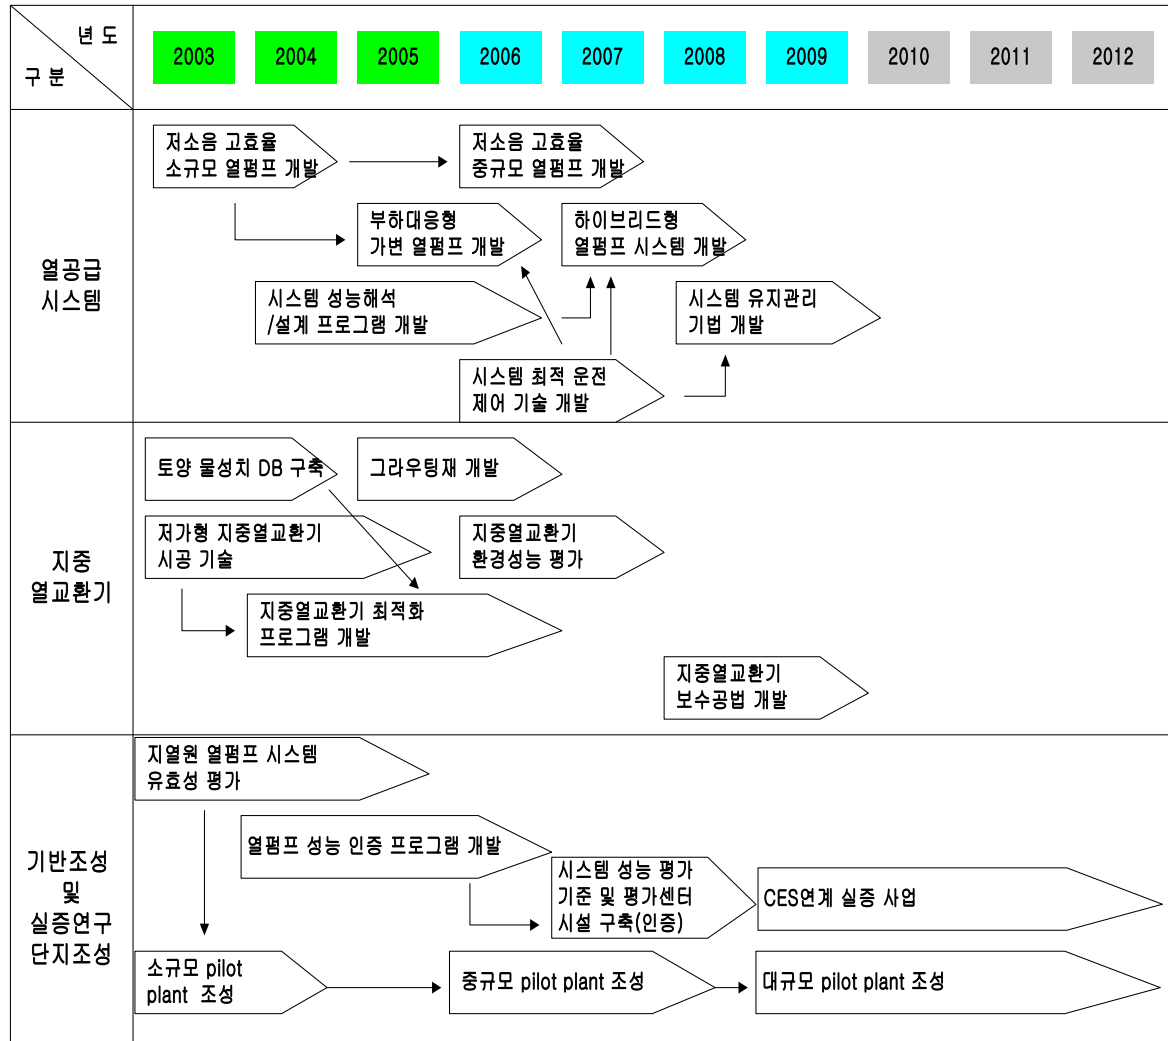 년 도
구 분
2003 2004 2005 2006 2007 2008 2009 2010 2011 2012
열공급
시스템
저소음 고효율
소규모 열펌프 개발
저소음 고효율
중규모 열펌프 개발
부하대응형
가변 열펌프 개발
하이브리드형
열펌프 시스템 개발
시스템 성능해석
/설계 프로그램 개발
시스템 유지관리
기법 개발
시스템 최적 운전
제어 기술 개발
지중
열교환기
토양 물성치 DB 구축
그라우팅재 개발
저가형 지중열교환기
시공 기술
지중열교환기
환경성능 평가
지중열교환기 최적화
프로그램 개발
지중열교환기
보수공법 개발
기반조성
및
실증연구
단지조성
지열원 열펌프 시스템
유효성 평가
열펌프 성능 인증 프로그램 개발
시스템 성능 평가
기준 및 평가센터
시설 구축(인증)
CES연계 실증 사업
소규모 pilot
plant 조성
중규모 pilot plant 조성
대규모 pilot plant 조성